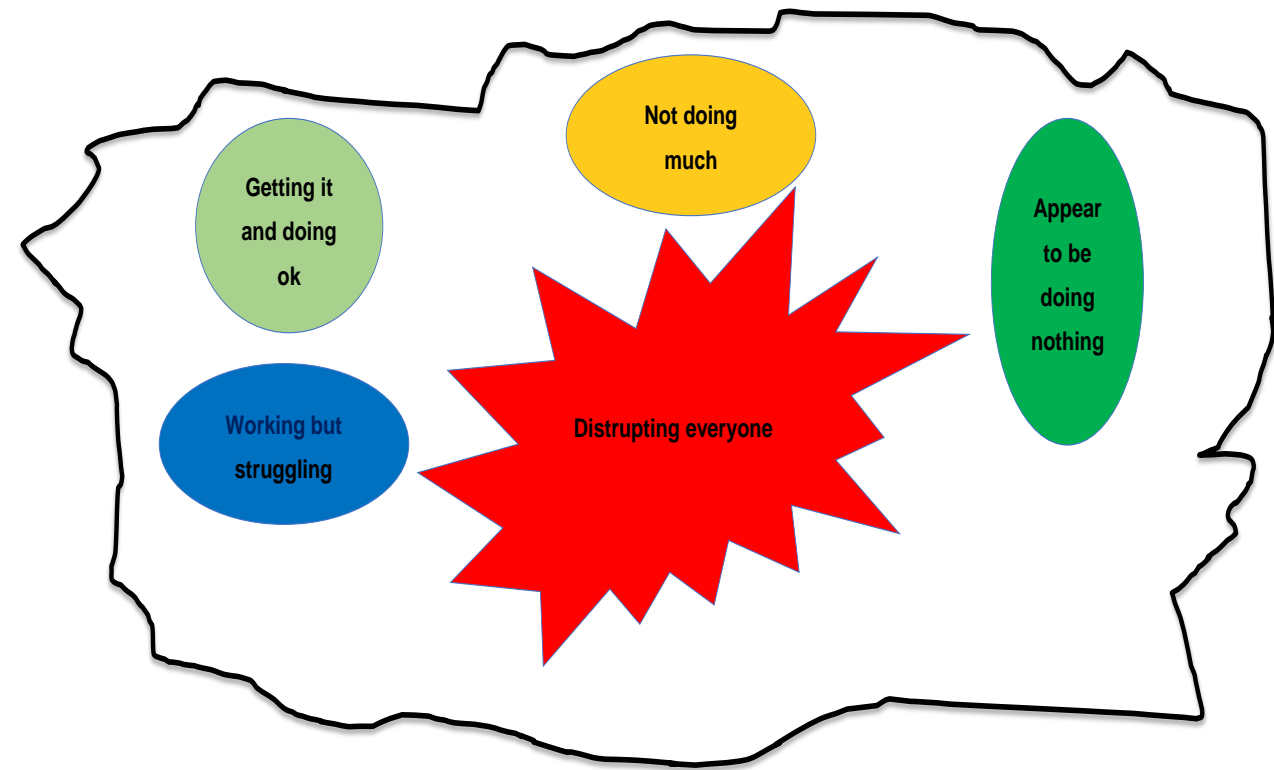 Not doing
much
Getting it
and doing
ok
Appear
to be
doing
nothing
Working but
struggling
Distrupting everyone